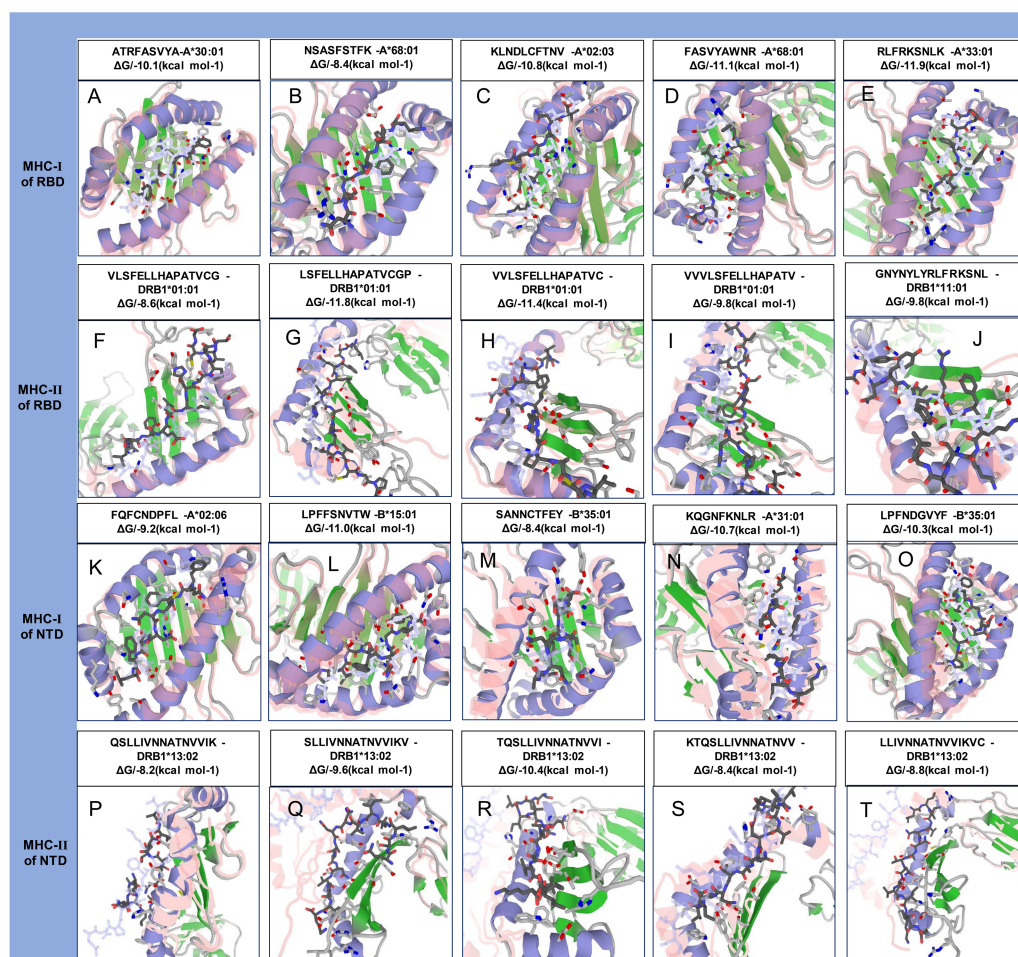 ATRFASVYA-A*30:01
ΔG/-10.1(kcal mol-1)
NSASFSTFK -A*68:01
ΔG/-8.4(kcal mol-1)
KLNDLCFTNV -A*02:03
ΔG/-10.8(kcal mol-1)
FASVYAWNR -A*68:01
ΔG/-11.1(kcal mol-1)
RLFRKSNLK -A*33:01
ΔG/-11.9(kcal mol-1)
MHC-I
of RBD
A
B
C
D
E
VLSFELLHAPATVCG -
DRB1*01:01
ΔG/-8.6(kcal mol-1)
LSFELLHAPATVCGP -
DRB1*01:01
ΔG/-11.8(kcal mol-1)
VVLSFELLHAPATVC -
DRB1*01:01
ΔG/-11.4(kcal mol-1)
VVVLSFELLHAPATV -
DRB1*01:01
ΔG/-9.8(kcal mol-1)
GNYNYLYRLFRKSNL -
DRB1*11:01
ΔG/-9.8(kcal mol-1)
MHC-II
of RBD
F
G
H
I
J
FQFCNDPFL -A*02:06
ΔG/-9.2(kcal mol-1)
LPFFSNVTW -B*15:01
ΔG/-11.0(kcal mol-1)
SANNCTFEY -B*35:01
ΔG/-8.4(kcal mol-1)
KQGNFKNLR -A*31:01
ΔG/-10.7(kcal mol-1)
LPFNDGVYF -B*35:01
ΔG/-10.3(kcal mol-1)
MHC-I
of NTD
K
L
M
N
O
QSLLIVNNATNVVIK -
DRB1*13:02
ΔG/-8.2(kcal mol-1)
SLLIVNNATNVVIKV -
DRB1*13:02
ΔG/-9.6(kcal mol-1)
TQSLLIVNNATNVVI -
DRB1*13:02
ΔG/-10.4(kcal mol-1)
KTQSLLIVNNATNVV -
DRB1*13:02
ΔG/-8.4(kcal mol-1)
LLIVNNATNVVIKVC -
DRB1*13:02
ΔG/-8.8(kcal mol-1)
MHC-II
of NTD
P
Q
R
S
T